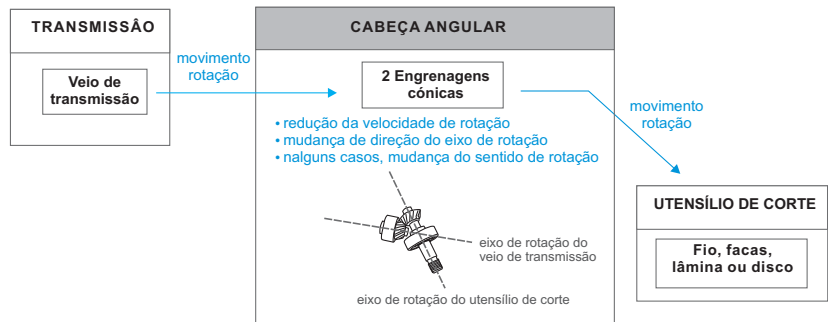 TRANSMISSÂO
Veio de
transmissão
movimento
rotação
CABEÇA ANGULAR
2 Engrenagens
cónicas
• redução da velocidade de rotação
• mudança de direção do eixo de rotação
• nalguns casos, mudança do sentido de rotação
eixo de rotação do
veio de transmissão
eixo de rotação do utensílio de corte
movimento
rotação
UTENSÍLIO DE CORTE
Fio, facas,
lâmina ou disco